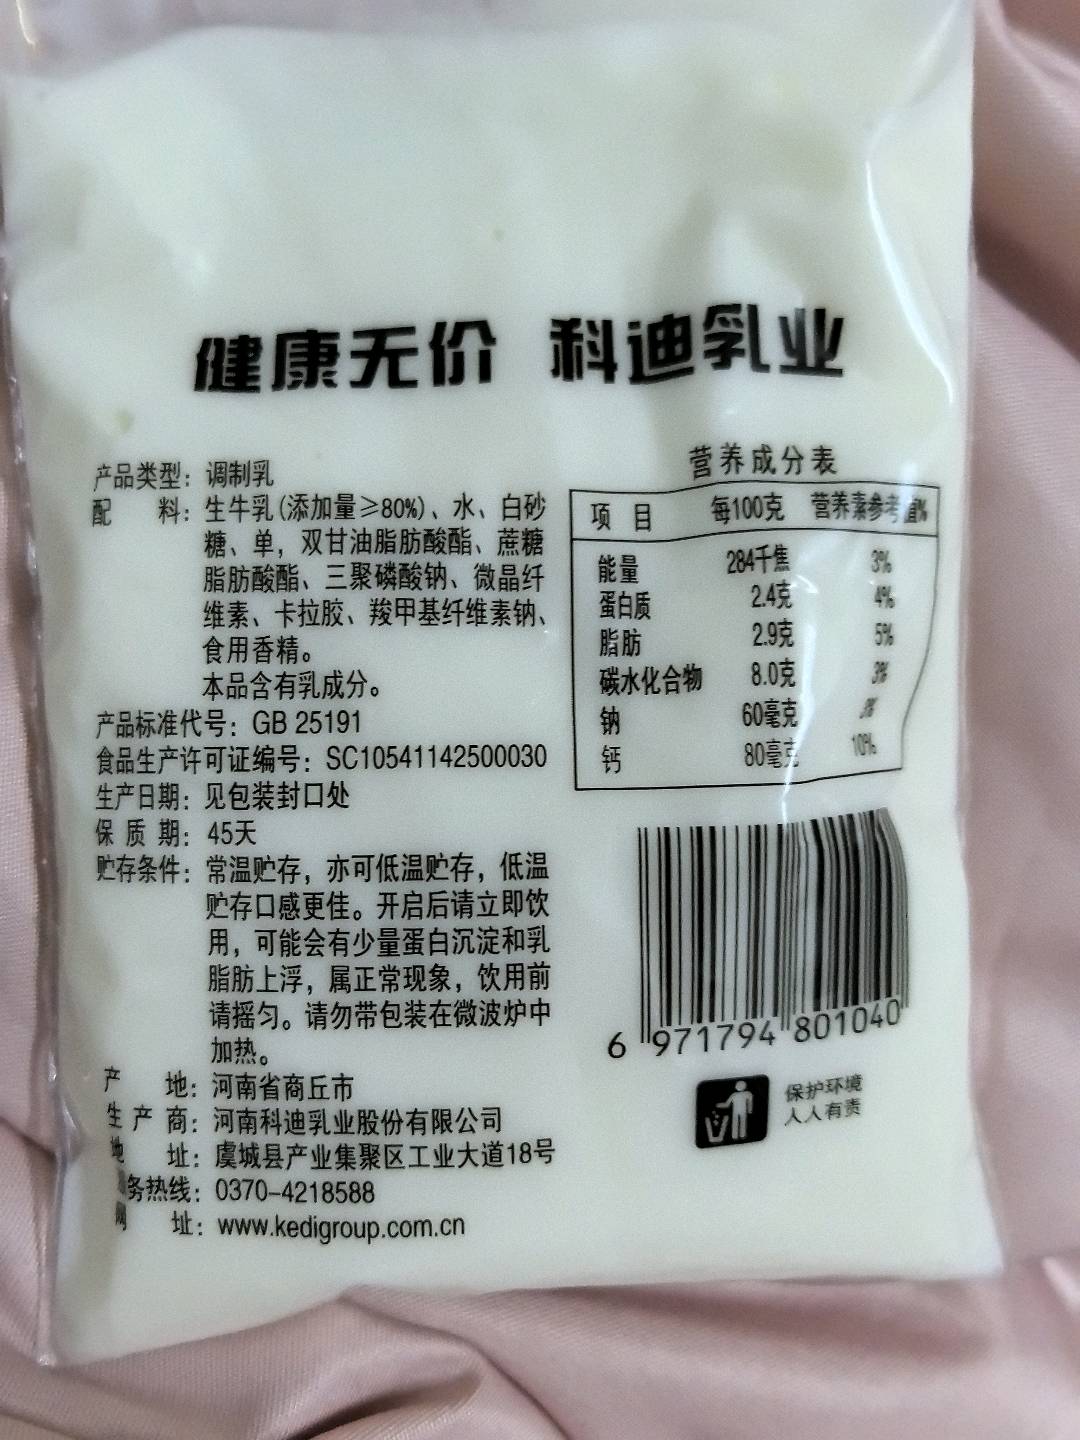 健康无价 科迪乳业
产品类型：调制乳
配 料：生牛乳(添加量≥80%)、水、白砂
糖、单，双甘油脂肪酸酯、蔗糖
脂肪酸酯、三聚磷酸钠、微晶纤
维素、卡拉胶、羧甲基纤维素钠、
食用香精。
本品含有乳成分。
产品标准代号：GB 25191
食品生产许可证编号：SC10541142500030
生产日期：见包装封口处
保 质 期：45天
贮存条件：常温贮存，亦可低温贮存，低温
贮存口感更佳。开启后请立即饮
用，可能会有少量蛋白沉淀和乳
脂肪上浮，属正常现象，饮用前
请摇匀。请勿带包装在微波炉中
加热。
产 地：河南省商丘市
生 产 商：河南科迪乳业股份有限公司
地 址：虞城县产业集聚区工业大道18号
务热线：0370-4218588
网 址：www.kedigroup.com.cn
营养成分表
项 目 每100克 营养素参考值%
能量 284千焦 3%
蛋白质 2.4克 4%
脂肪 2.9克 5%
碳水化合物 8.0克 3%
钠 60毫克 3%
钙 80毫克 10%
6 971794 801040
保护环境
人人有责